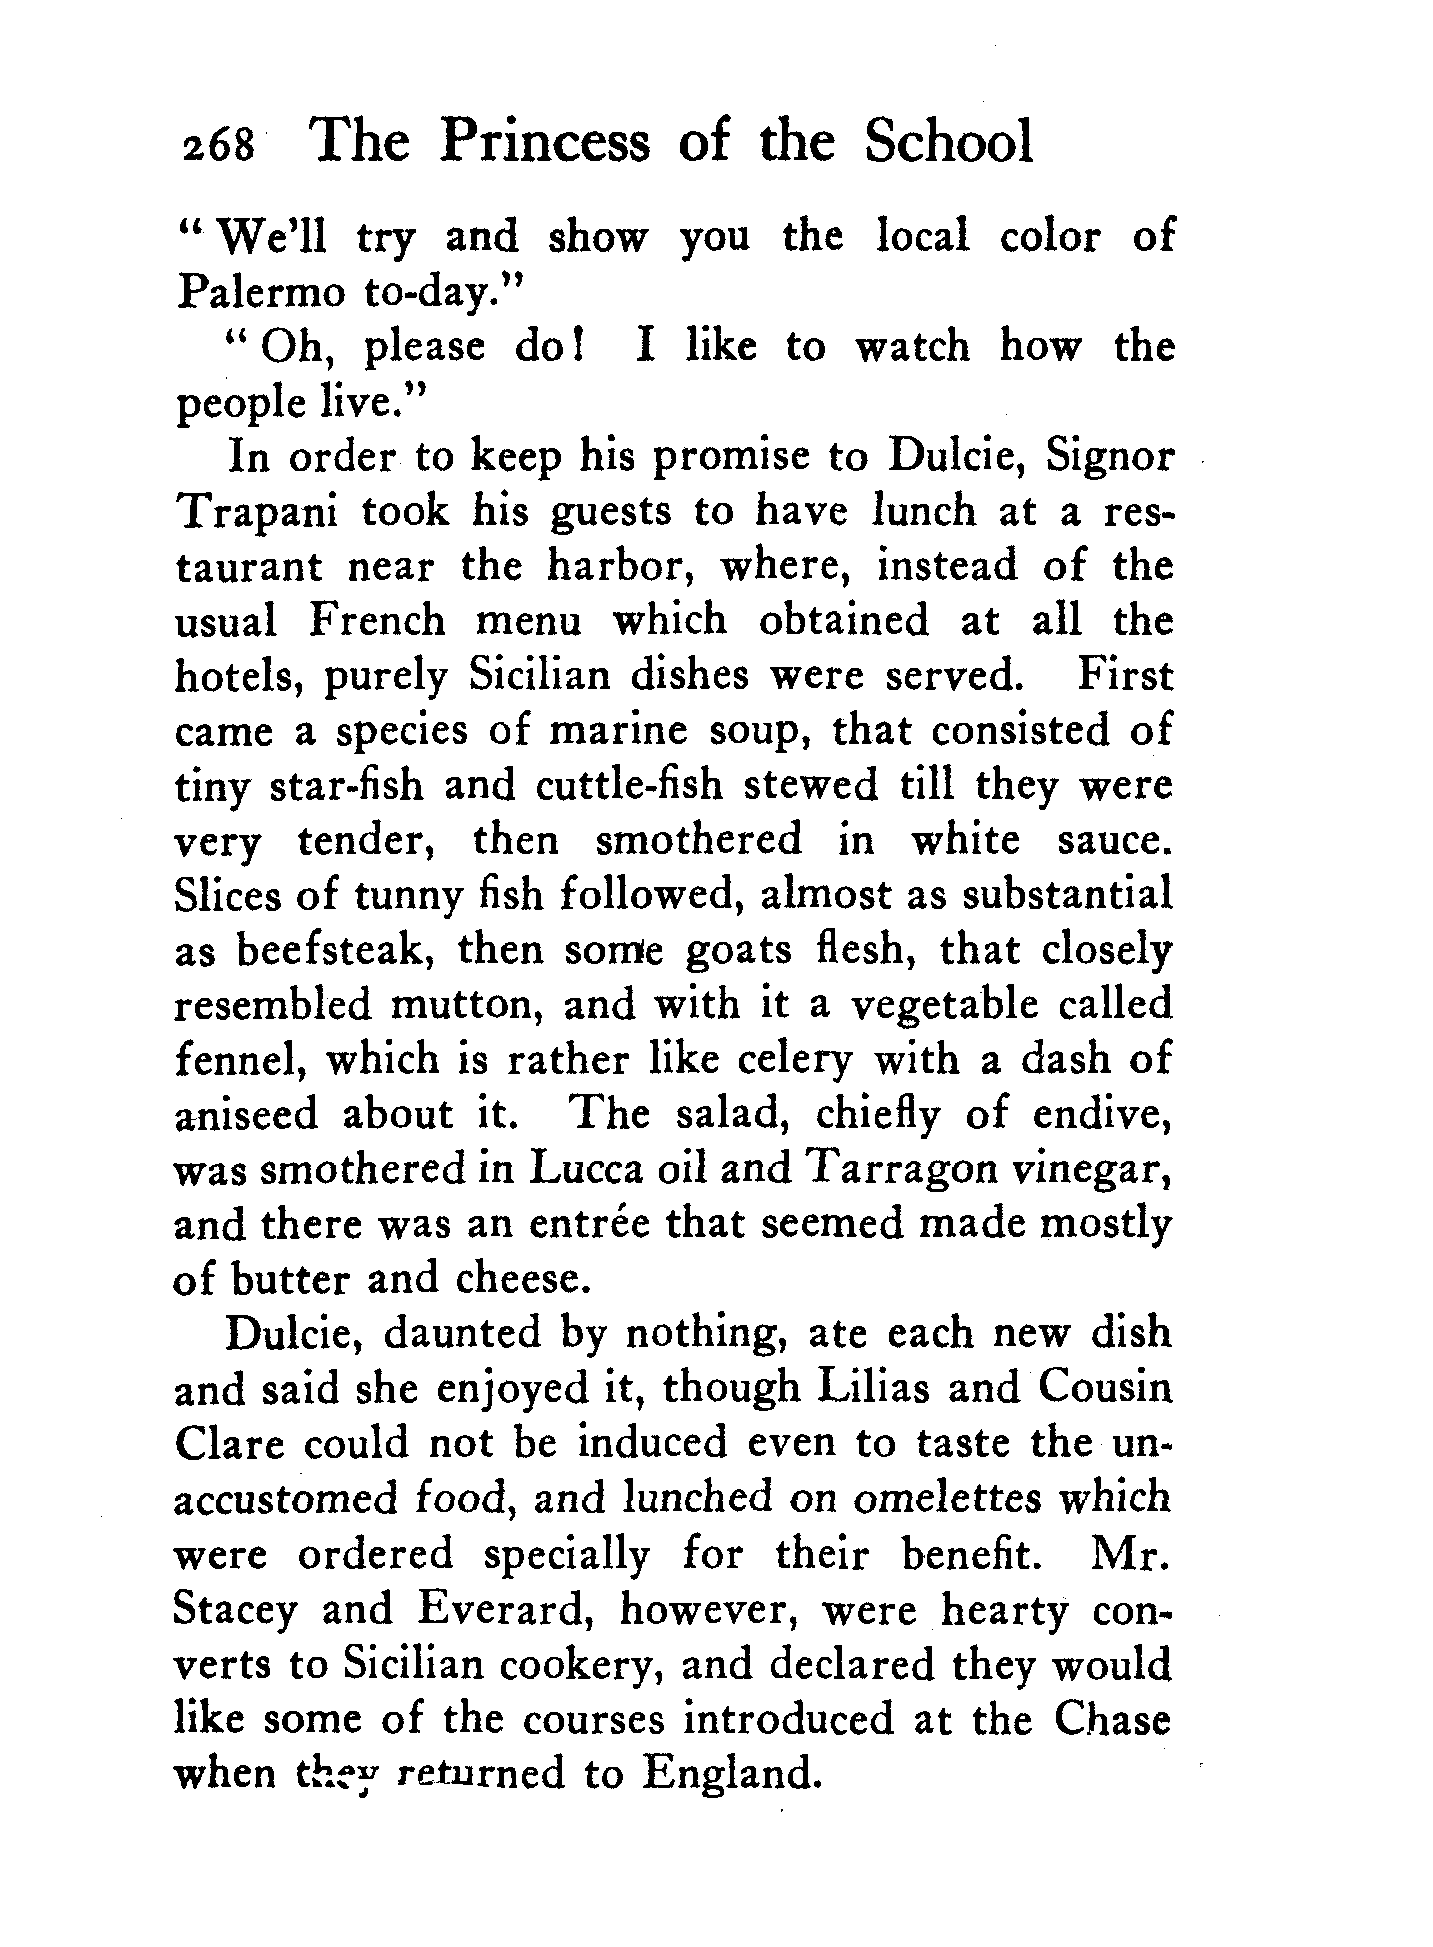 268 The Princess of the School
“ We’ll try and show you the local color of
Palermo to-day.”
“ Oh, please do! I like to watch how the
people live.”
In order to keep his promise to Dulcie, Signor
Trapani took his guests to have lunch at a res-
taurant near the harbor, where, instead of the
usual French menu which obtained at all the
hotels, purely Sicilian dishes were served. First
came a species of marine soup, that consisted of
tiny star-fish and cuttle-fish stewed till they were
very tender, then smothered in white sauce.
Slices of tunny fish followed, almost as substantial
as beefsteak, then some goats flesh, that closely
resembled mutton, and with it a vegetable called
fennel, which is rather like celery with a dash of
aniseed about it. The salad, chiefly of endive,
was smothered in Lucca oil and Tarragon vinegar,
and there was an entrée that seemed made mostly
of butter and cheese.
Dulcie, daunted by nothing, ate each new dish
and said she enjoyed it, though Lilias and Cousin
Clare could not be induced even to taste the un-
accustomed food, and lunched on omelettes which
were ordered specially for their benefit. Mr.
Stacey and Everard, however, were hearty con-
verts to Sicilian cookery, and declared they would
like some of the courses introduced at the Chase
when they returned to England.